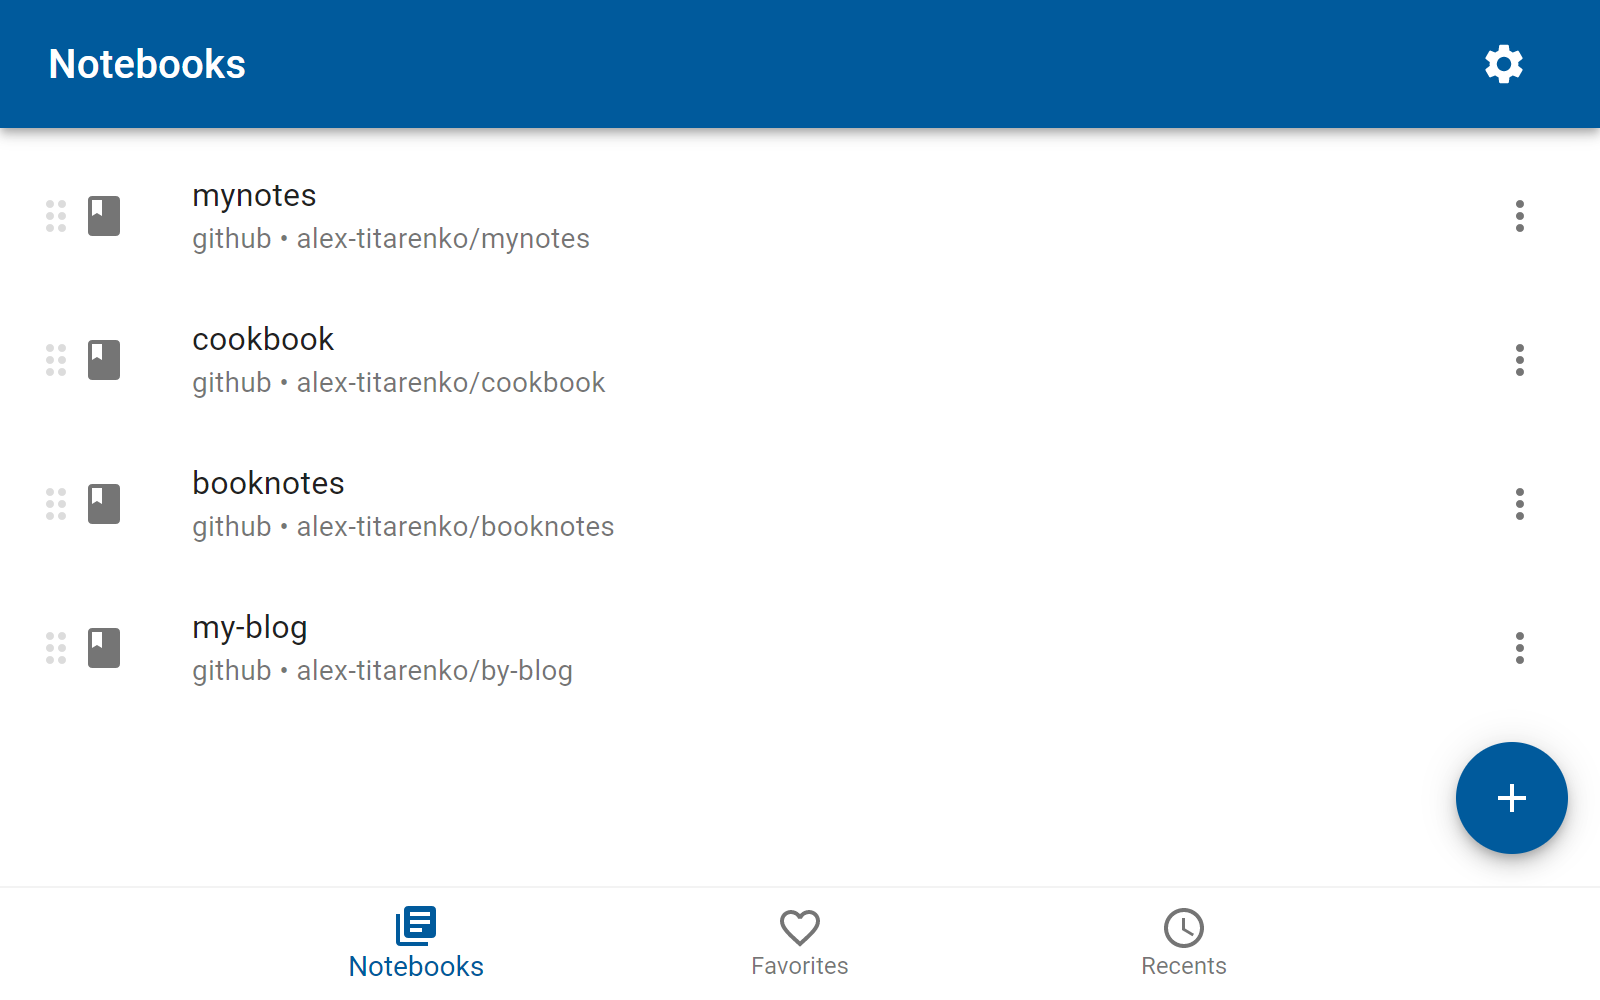 Notebooks
mynotes
github • alex-titarenko/mynotes
cookbook
github • alex-titarenko/cookbook
booknotes
github • alex-titarenko/booknotes
my-blog
github • alex-titarenko/by-blog
Notebooks
Favorites
Recents